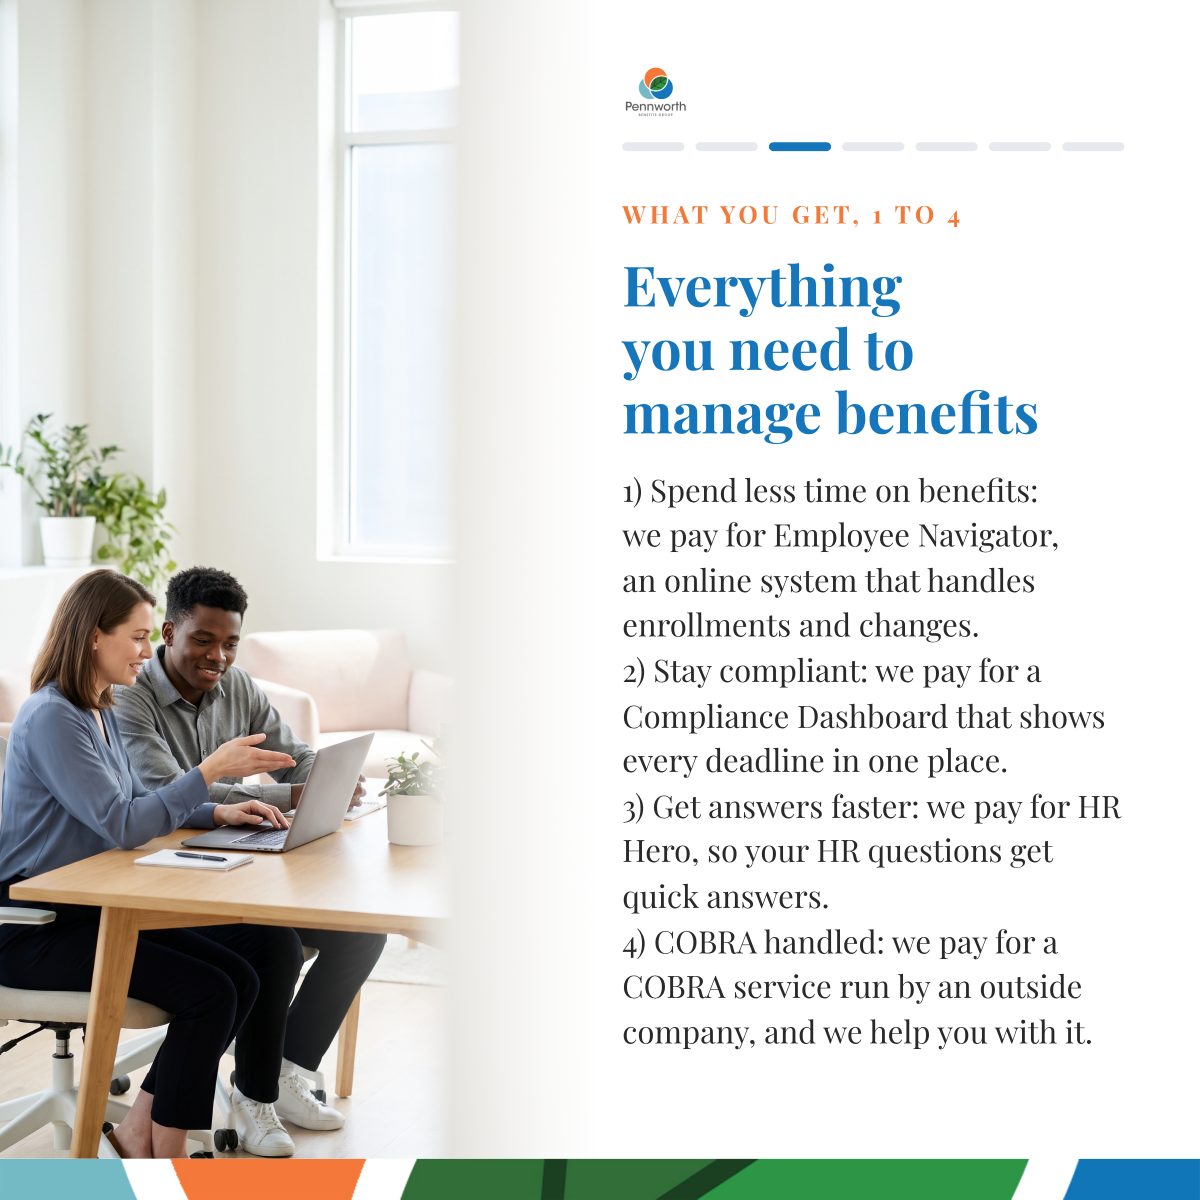 Pennworth
BENEFITS GROUP
WHAT YOU GET, 1 TO 4
Everything
you need to
manage benefits
1) Spend less time on benefits:
we pay for Employee Navigator,
an online system that handles
enrollments and changes.
2) Stay compliant: we pay for a
Compliance Dashboard that shows
every deadline in one place.
3) Get answers faster: we pay for HR
Hero, so your HR questions get
quick answers.
4) COBRA handled: we pay for a
COBRA service run by an outside
company, and we help you with it.